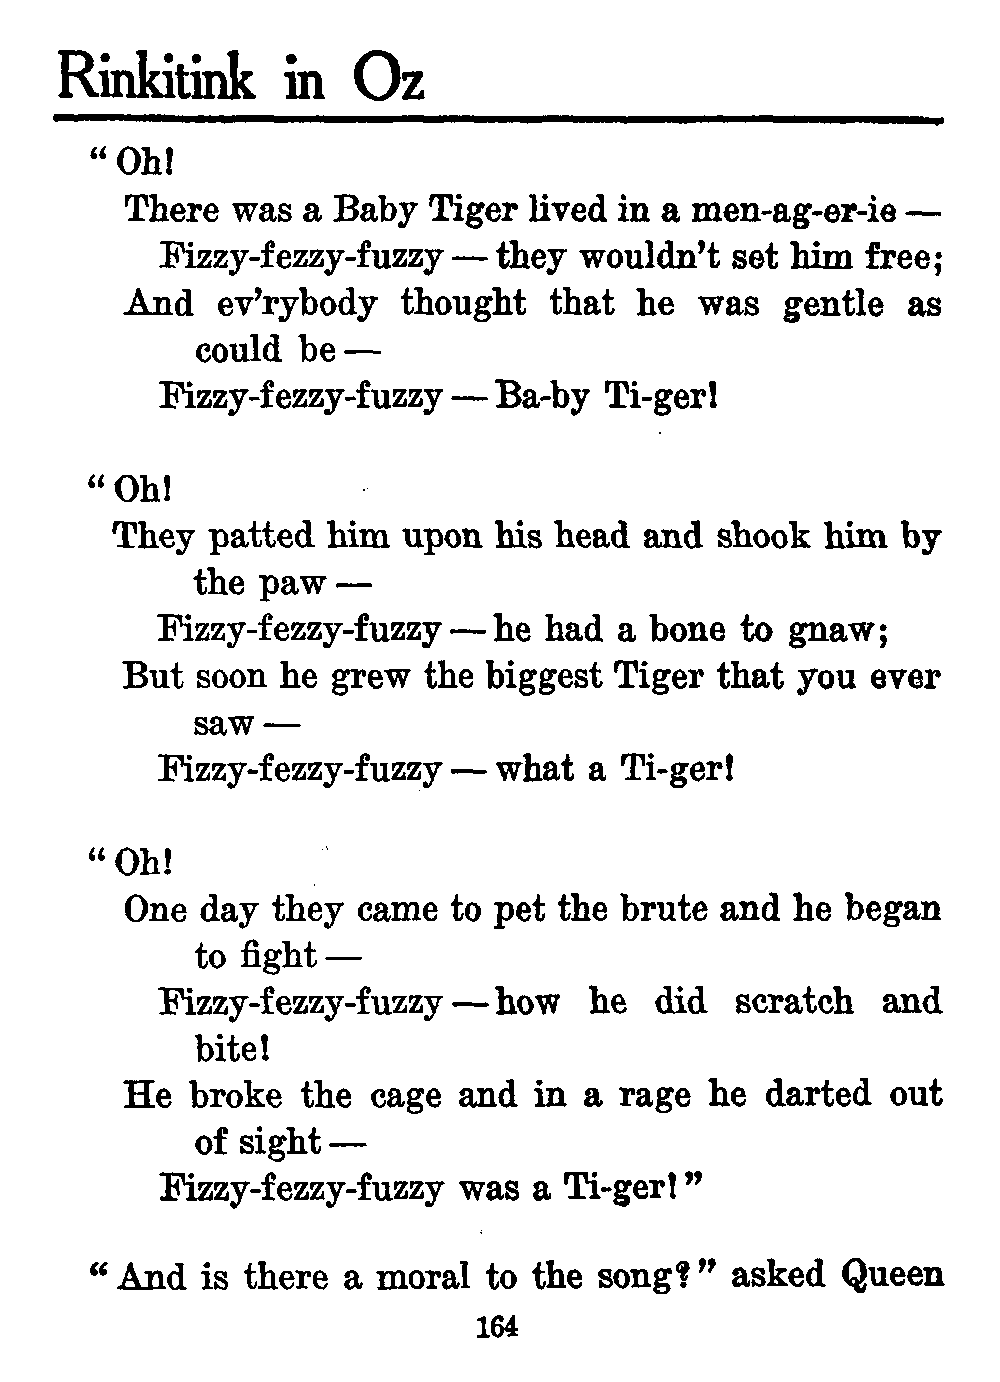 Rinkitink in Oz
“Oh!
There was a Baby Tiger lived in a men-ag-er-ie —
Fizzy-fezzy-fuzzy — they wouldn't set him free;
And ev'rybody thought that he was gentle as
could be —
Fizzy-fezzy-fuzzy — Ba-by Ti-ger!
“Oh!
They patted him upon his head and shook him by
the paw —
Fizzy-fezzy-fuzzy — he had a bone to gnaw;
But soon he grew the biggest Tiger that you ever
saw —
Fizzy-fezzy-fuzzy — what a Ti-ger!
“Oh!
One day they came to pet the brute and he began
to fight —
Fizzy-fezzy-fuzzy — how he did scratch and
bite!
He broke the cage and in a rage he darted out
of sight —
Fizzy-fezzy-fuzzy was a Ti-ger!”
“And is there a moral to the song?” asked Queen
164